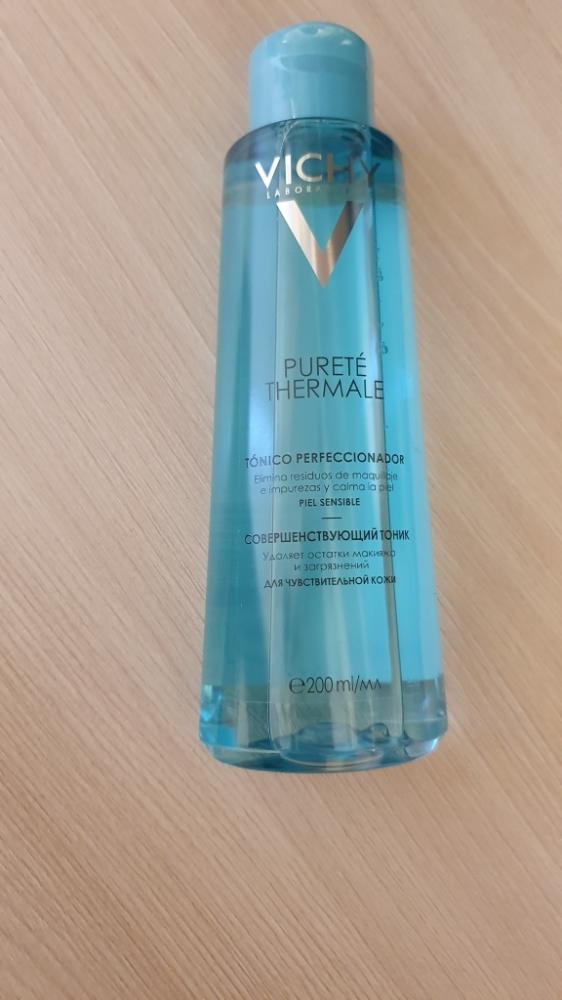 VICHY
LABORATOIRES
PURETÉ
THERMALE
TÓNICO PERFECCIONADOR
Elimina residuos de maquillaje
e impurezas y calma la piel
PIEL SENSIBLE
СОВЕРШЕНСТВУЮЩИЙ ТОНИК
Удаляет остатки макияжа
и загрязнений
ДЛЯ ЧУВСТВИТЕЛЬНОЙ КОЖИ
℮200 ml/мл